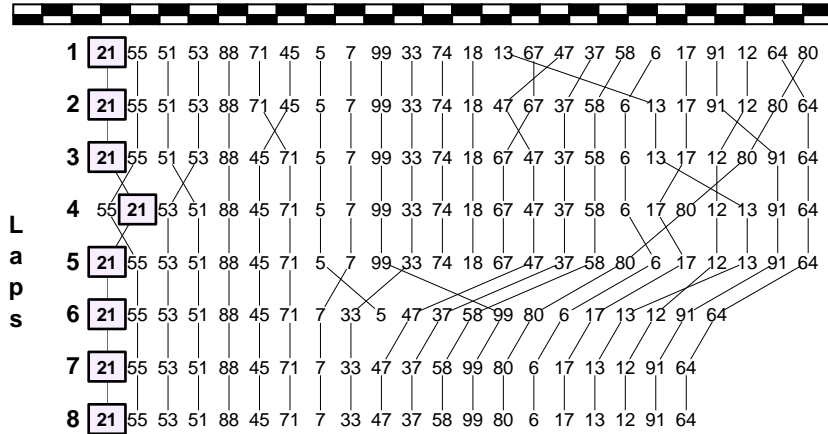 1 21 55 51 53 88 71 45 5 7 99 33 74 18 13 67 47 37 58 6 17 91 12 64 80
2 21 55 51 53 88 71 45 5 7 99 33 74 18 47 67 37 58 6 13 17 91 12 80 64
3 21 55 51 53 88 45 71 5 7 99 33 74 18 67 47 37 58 6 13 17 12 80 91 64
4 55 21 53 51 88 45 71 5 7 99 33 74 18 67 47 37 58 6 17 80 12 13 91 64
5 21 55 53 51 88 45 71 5 7 99 33 74 18 67 47 37 58 80 6 17 12 13 91 64
6 21 55 53 51 88 45 71 7 33 5 47 37 58 99 80 6 17 13 12 91 64
7 21 55 53 51 88 45 71 7 33 47 37 58 99 80 6 17 13 12 91 64
8 21 55 53 51 88 45 71 7 33 47 37 58 99 80 6 17 13 12 91 64
Laps